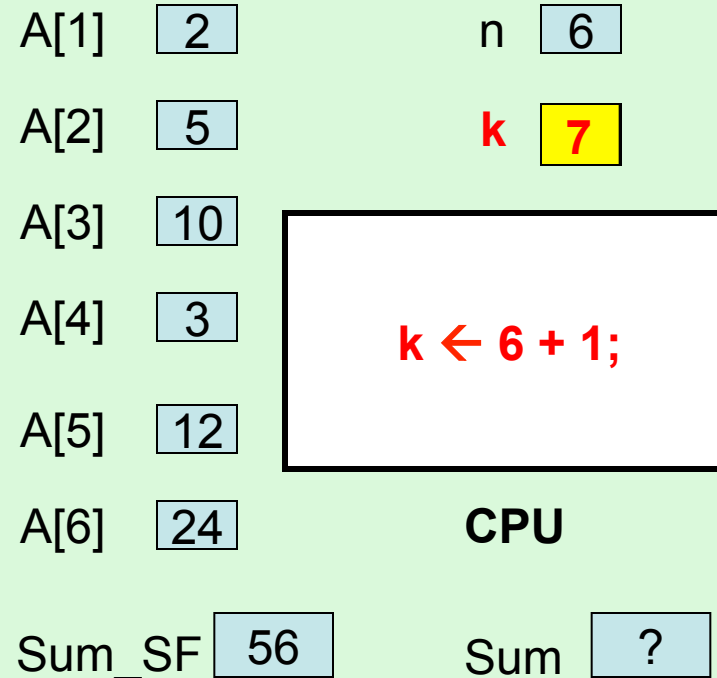 A[1] 2 n 6
A[2] 5 k 7
A[3] 10
A[4] 3 k ← 6 + 1;
A[5] 12
A[6] 24 CPU
Sum_SF 56 Sum ?